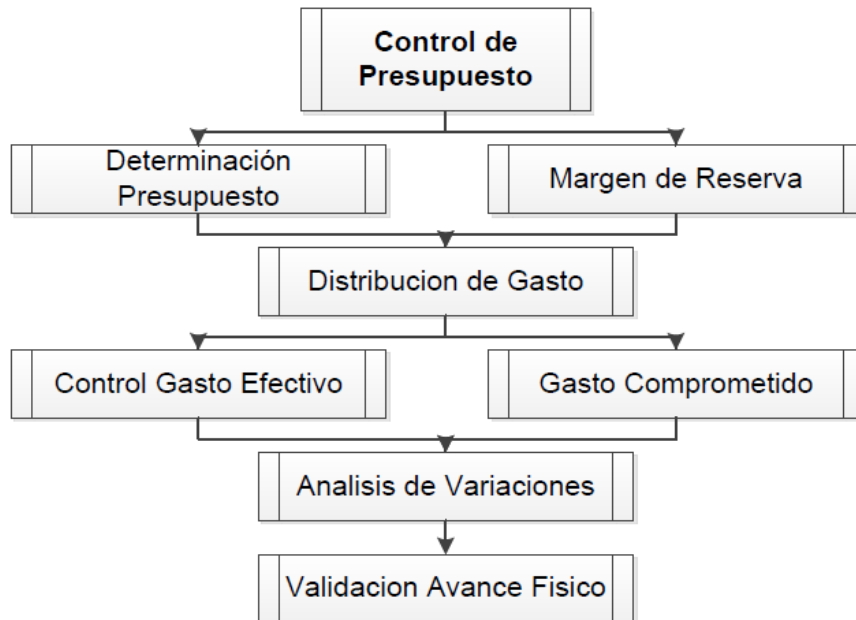 Control de
Presupuesto
Determinación
Presupuesto
Margen de Reserva
Distribucion de Gasto
Control Gasto Efectivo
Gasto Comprometido
Analisis de Variaciones
Validacion Avance Fisico